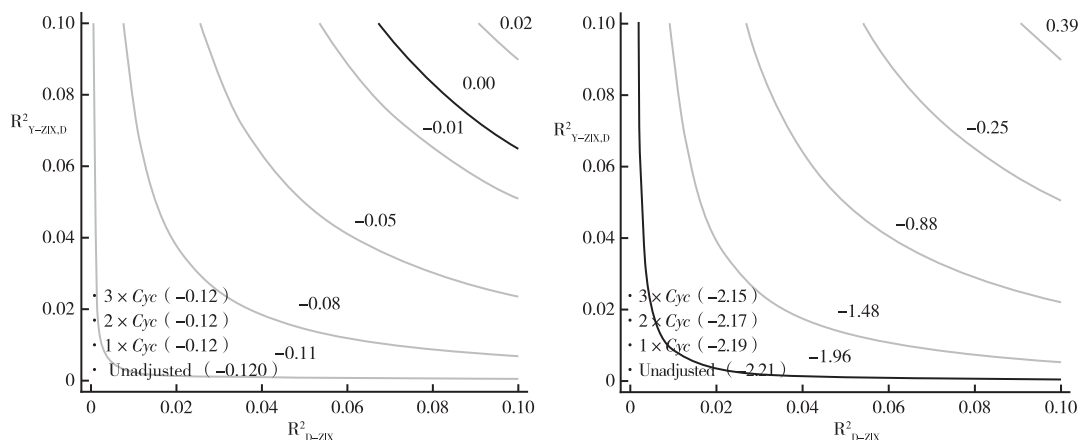 0.10
0.08
R²Y−Z|X,D
0.06
0.04
0.02
0
0.02
0.00
−0.01
−0.05
−0.08
−0.11
3 × Cyc ( −0.12 )
2 × Cyc ( −0.12 )
1 × Cyc ( −0.12 )
Unadjusted ( −0.120 )
0 0.02 0.04 0.06 0.08 0.10
R²D−Z|X
0.10
0.08
R²Y−Z|X,D
0.06
0.04
0.02
0
0.39
−0.25
−0.88
−1.48
−1.96
3 × Cyc ( −2.15 )
2 × Cyc ( −2.17 )
1 × Cyc ( −2.19 )
Unadjusted ( −2.21 )
0 0.02 0.04 0.06 0.08 0.10
R²D−Z|X